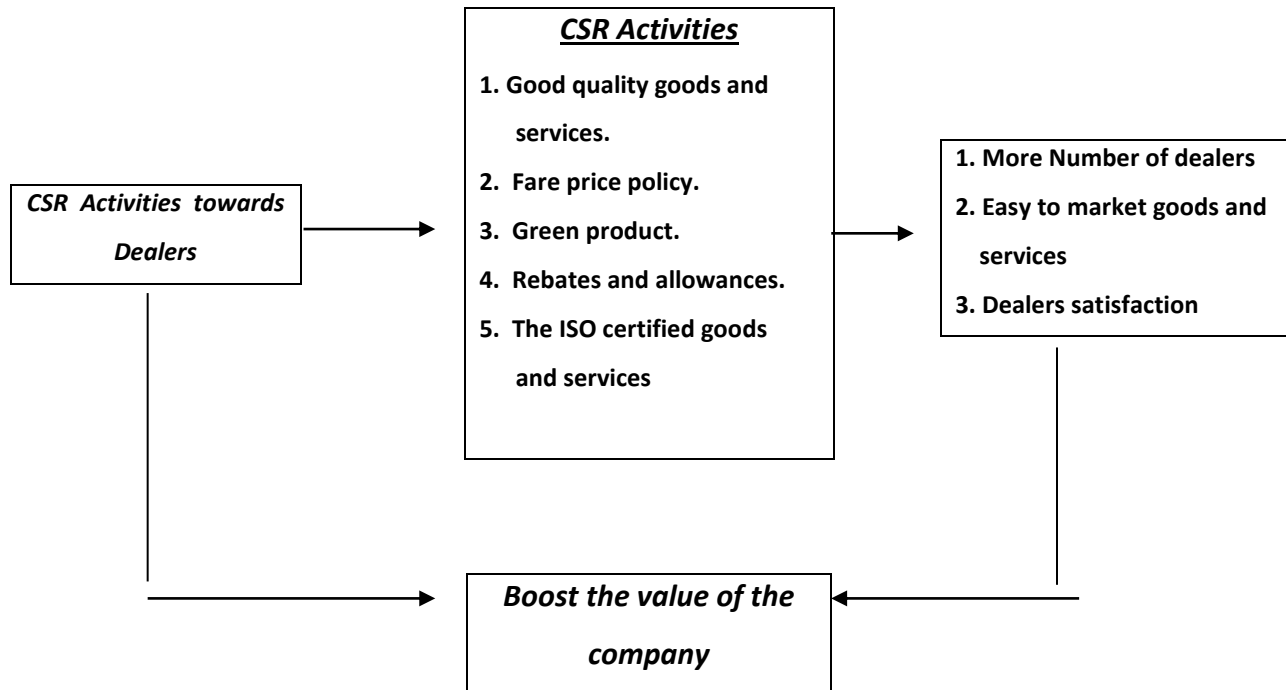 CSR Activities towards
Dealers
CSR Activities
1. Good quality goods and
services.
2. Fare price policy.
3. Green product.
4. Rebates and allowances.
5. The ISO certified goods
and services
1. More Number of dealers
2. Easy to market goods and
services
3. Dealers satisfaction
Boost the value of the
company